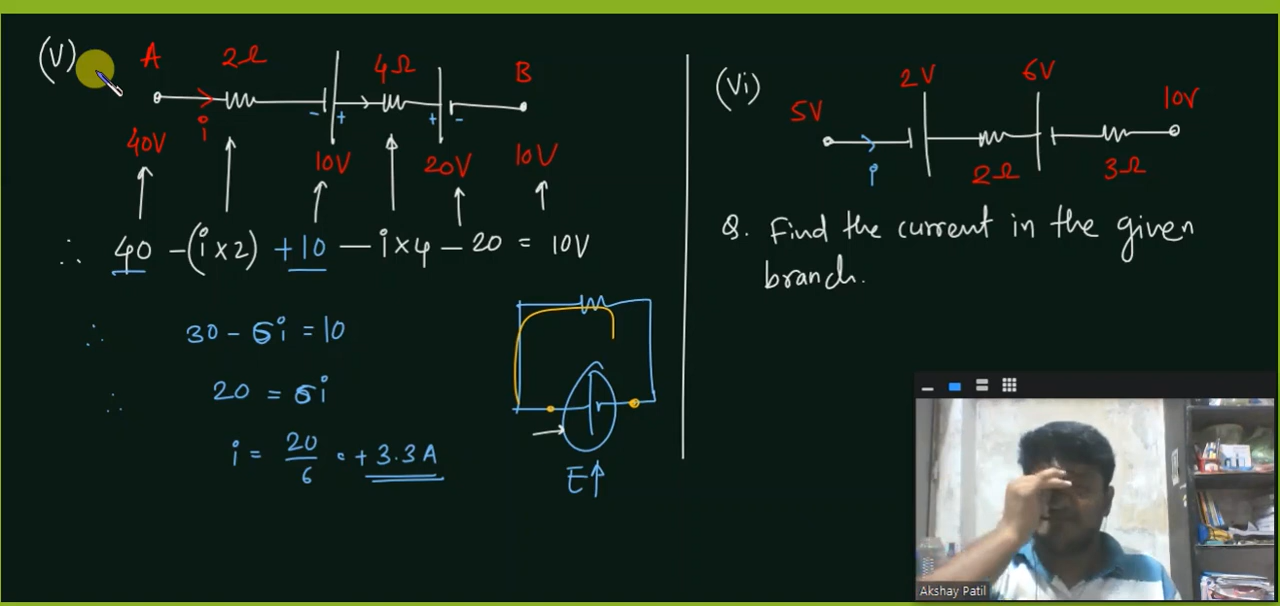 (V)
A 2Ω 4Ω B
i - + + -
40V 10V 20V 10V
∴ 40 -(i×2) +10 — i×4 — 20 = 10V
∴ 30 - 6i = 10
∴ 20 = 6i
i = 20/6 = + 3.3A
E↑
(Vi)
5V 2V 6V 10V
i 2Ω 3Ω
Q. Find the current in the given
branch.
Akshay Patil